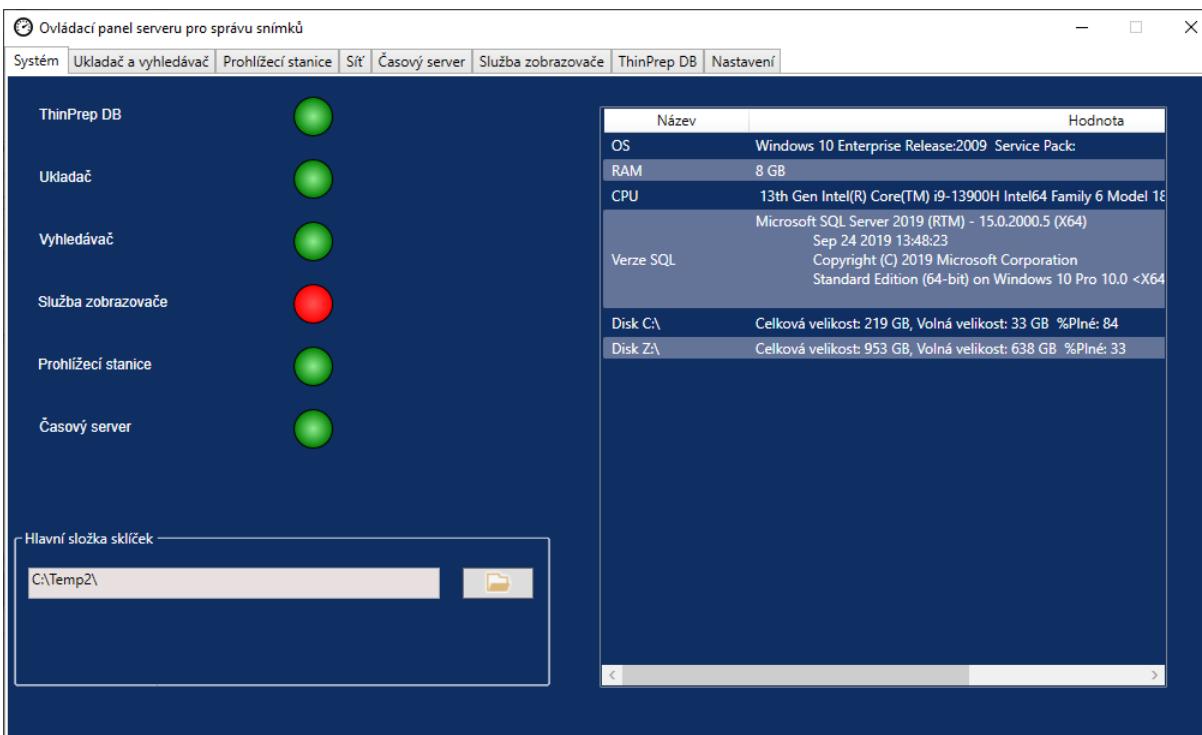 Ovládací panel serveru pro správu snímků
Systém Ukladač a vyhledávač Prohlížecí stanice Síť Časový server Služba zobrazovače ThinPrep DB Nastavení
ThinPrep DB
Ukladač
Vyhledávač
Služba zobrazovače
Prohlížecí stanice
Časový server
Hlavní složka sklíček
C:\Temp2\
Název Hodnota
OS Windows 10 Enterprise Release:2009 Service Pack:
RAM 8 GB
CPU 13th Gen Intel(R) Core(TM) i9-13900H Intel64 Family 6 Model 18
Microsoft SQL Server 2019 (RTM) - 15.0.2000.5 (X64)
Sep 24 2019 13:48:23
Verze SQL Copyright (C) 2019 Microsoft Corporation
Standard Edition (64-bit) on Windows 10 Pro 10.0 <X64
Disk C:\ Celková velikost: 219 GB, Volná velikost: 33 GB %Plné: 84
Disk Z:\ Celková velikost: 953 GB, Volná velikost: 638 GB %Plné: 33